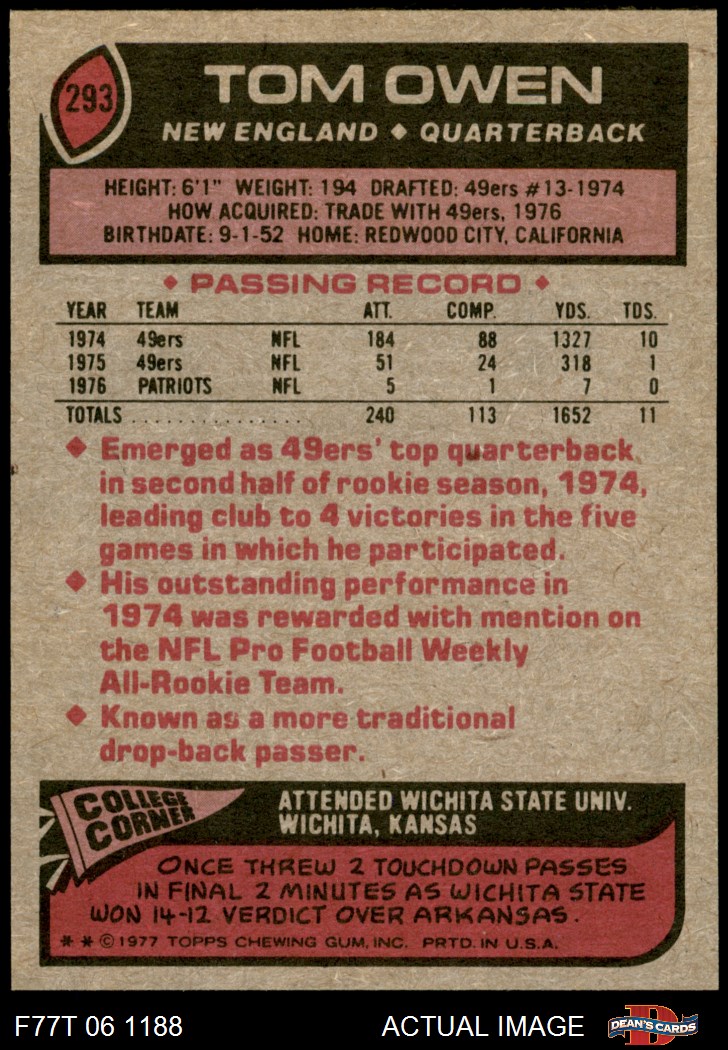 293
TOM OWEN
NEW ENGLAND ◆ QUARTERBACK
HEIGHT: 6'1" WEIGHT: 194 DRAFTED: 49ers #13-1974
HOW ACQUIRED: TRADE WITH 49ers, 1976
BIRTHDATE: 9-1-52 HOME: REDWOOD CITY, CALIFORNIA
◆ PASSING RECORD ◆
YEAR TEAM ATT. COMP. YDS. TDS.
1974 49ers NFL 184 88 1327 10
1975 49ers NFL 51 24 318 1
1976 PATRIOTS NFL 5 1 7 0
TOTALS ................ 240 113 1652 11
◆ Emerged as 49ers' top quarterback
in second half of rookie season, 1974,
leading club to 4 victories in the five
games in which he participated.
◆ His outstanding performance in
1974 was rewarded with mention on
the NFL Pro Football Weekly
All-Rookie Team.
◆ Known as a more traditional
drop-back passer.
COLLEGE
CORNER
ATTENDED WICHITA STATE UNIV.
WICHITA, KANSAS
ONCE THREW 2 TOUCHDOWN PASSES
IN FINAL 2 MINUTES AS WICHITA STATE
WON 14-12 VERDICT OVER ARKANSAS.
* * © 1977 TOPPS CHEWING GUM, INC. PRTD. IN U.S.A.
F77T 06 1188 ACTUAL IMAGE
D
DEAN'S CARDS